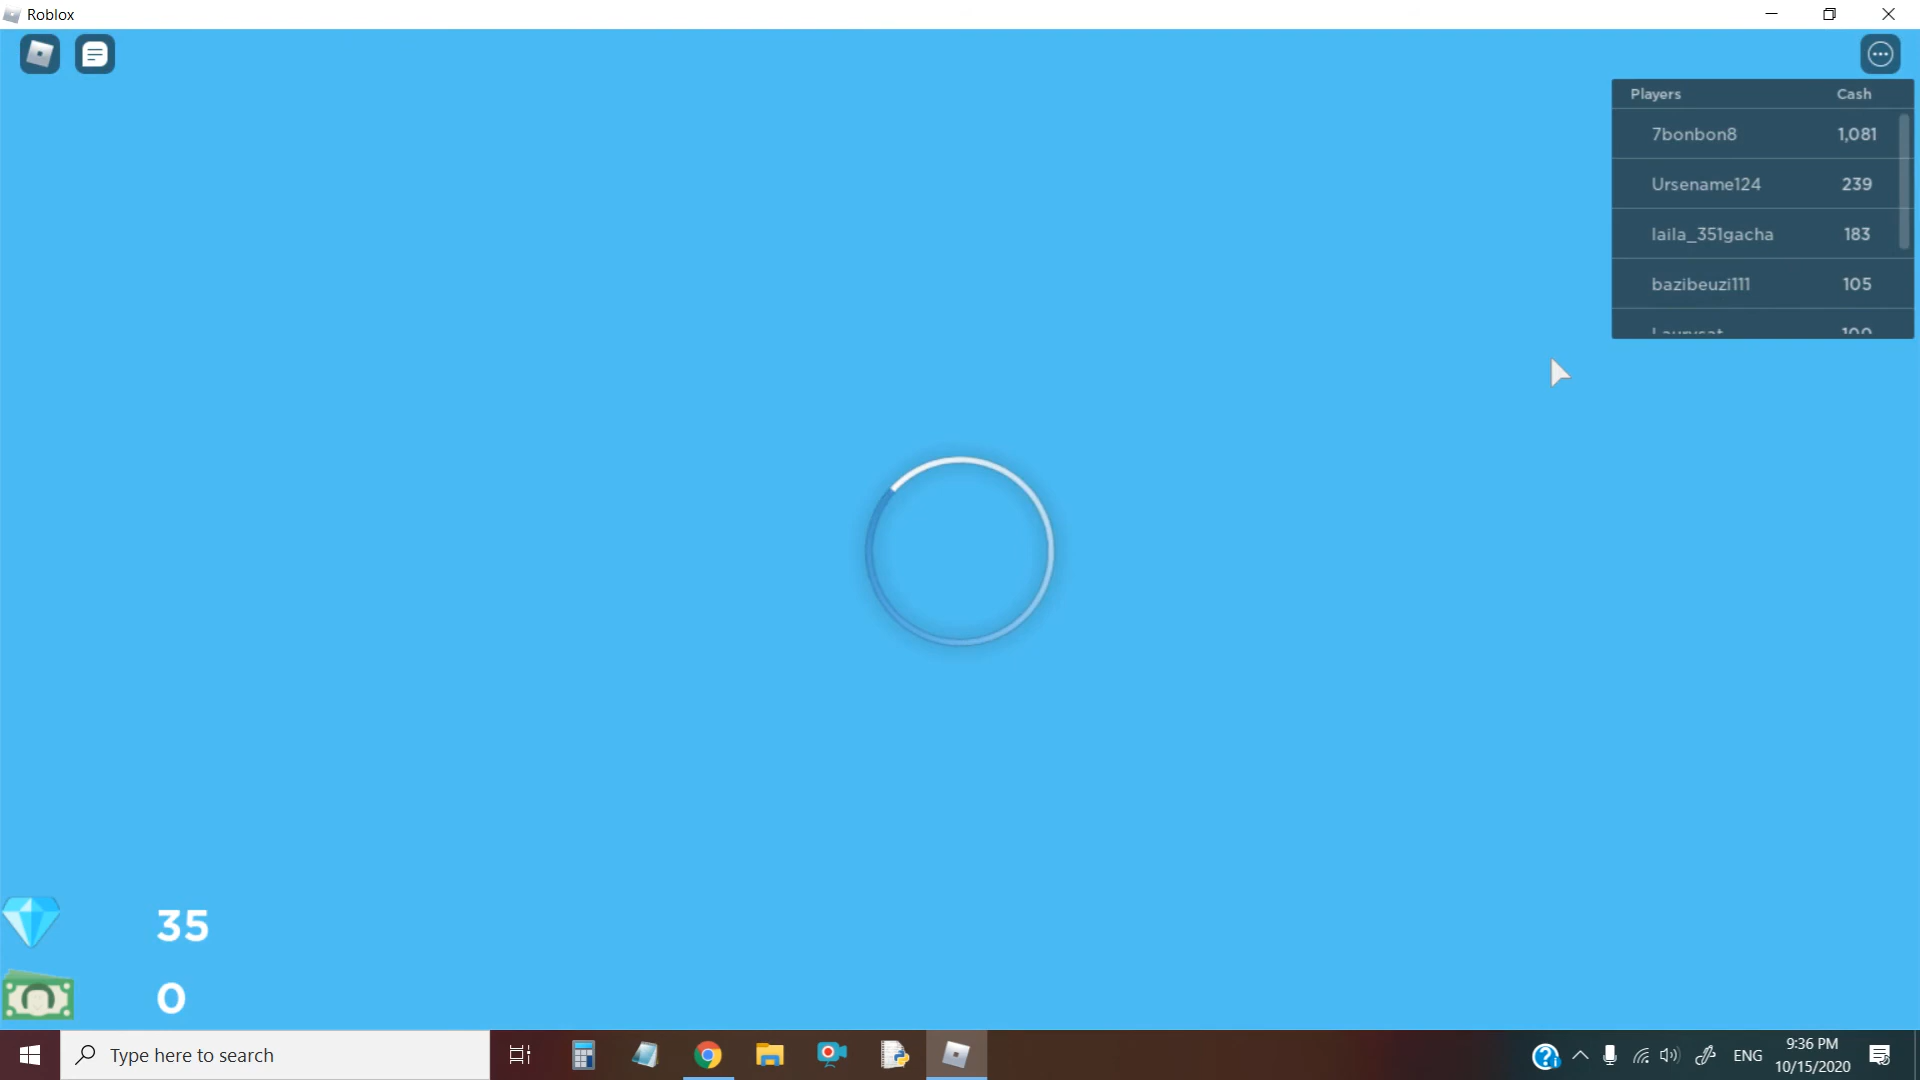 Roblox
Players Cash
7bonbon8 1,081
Ursename124 239
laila_351gacha 183
bazibeuzi111 105
100
35
0
Type here to search
ENG
9:36 PM
10/15/2020